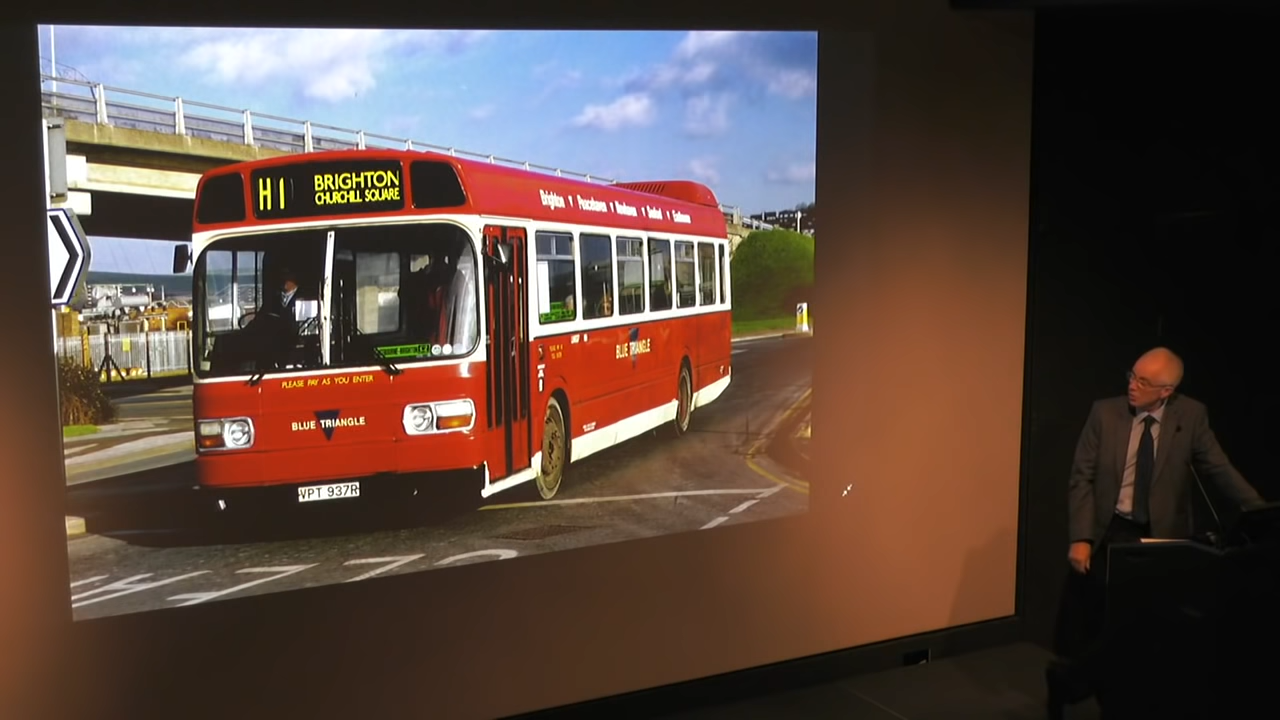 H1
BRIGHTON
CHURCHILL SQUARE
Brighton ▾ Peacehaven ▾ Newhaven ▾ Seaford ▾ Eastbourne
PLEASE PAY AS YOU ENTER
BLUE TRIANGLE
BLUE TRIANGLE
VPT 937R